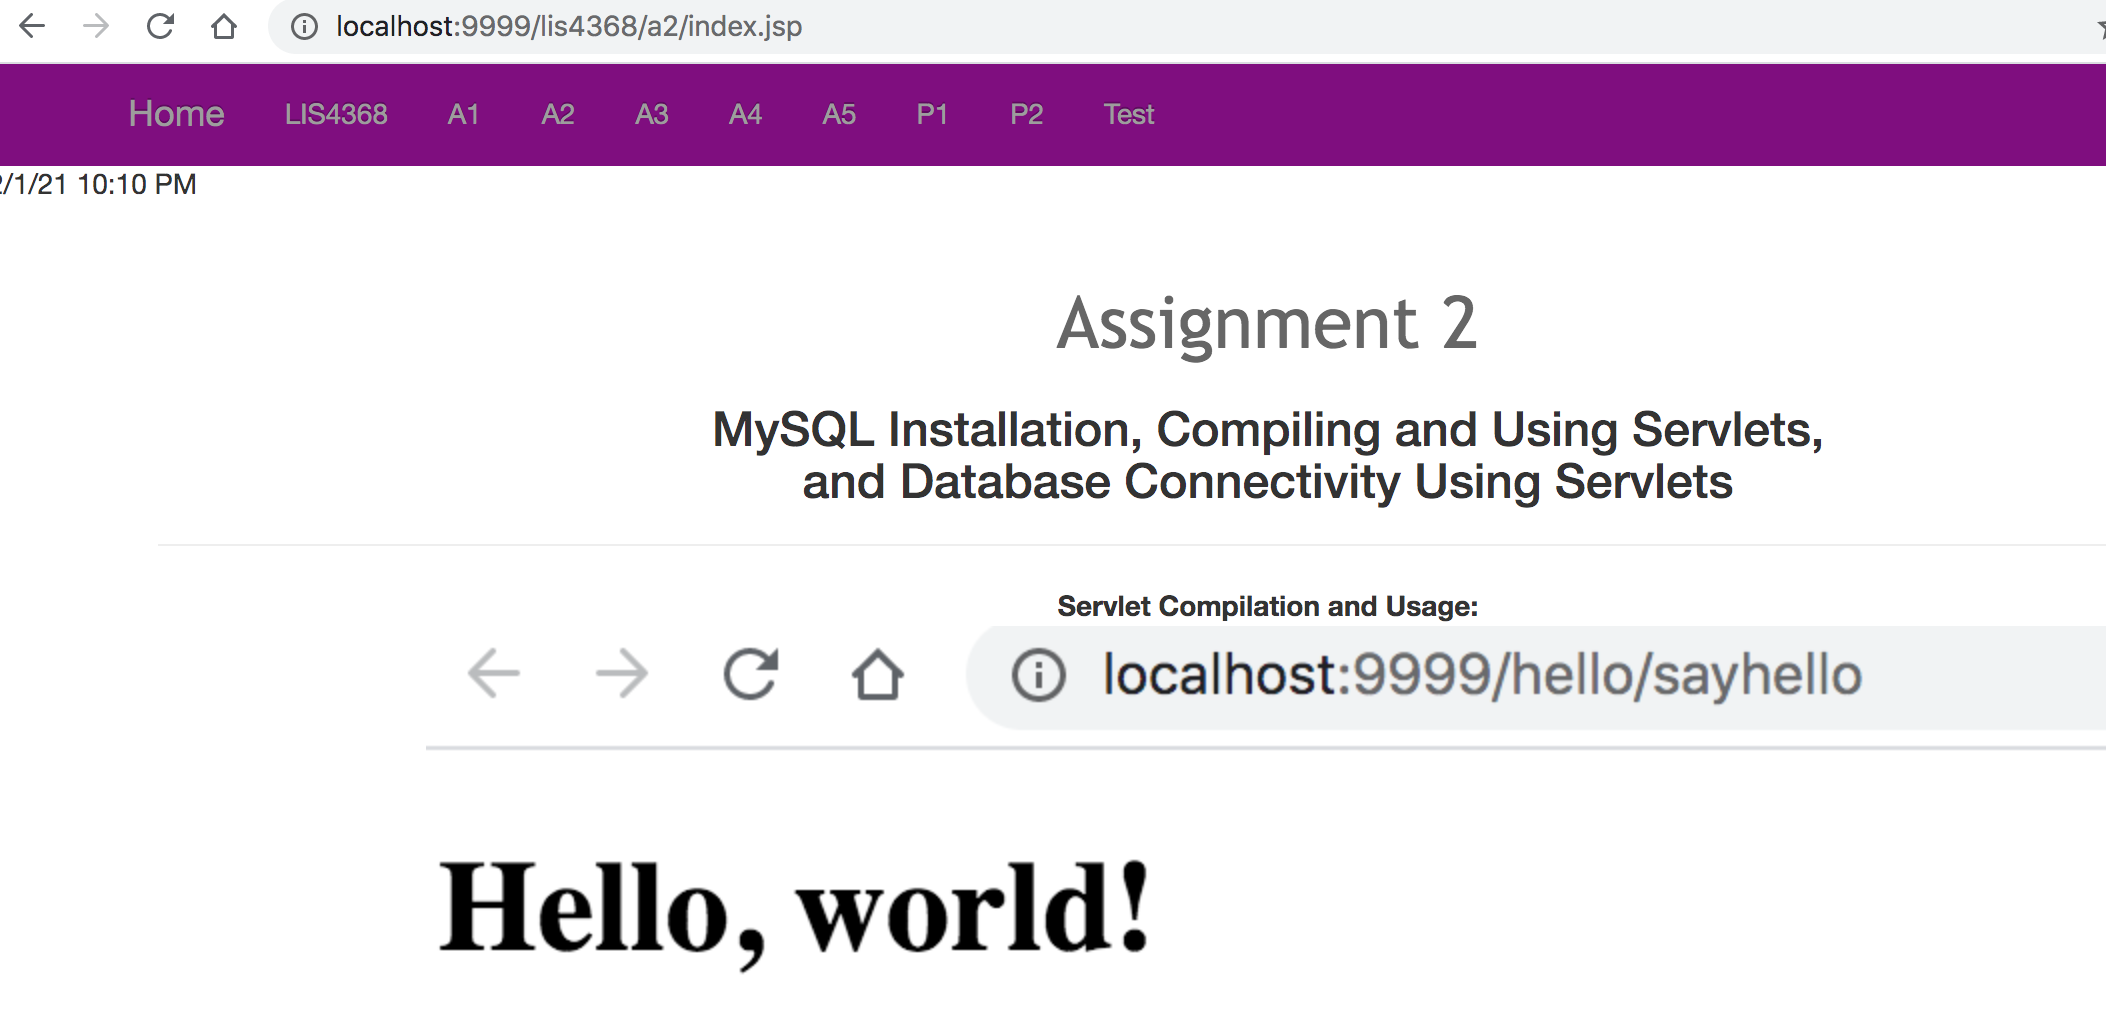 localhost:9999/lis4368/a2/index.jsp
Home LIS4368 A1 A2 A3 A4 A5 P1 P2 Test
2/1/21 10:10 PM
Assignment 2
MySQL Installation, Compiling and Using Servlets,
and Database Connectivity Using Servlets
Servlet Compilation and Usage:
localhost:9999/hello/sayhello
Hello, world!